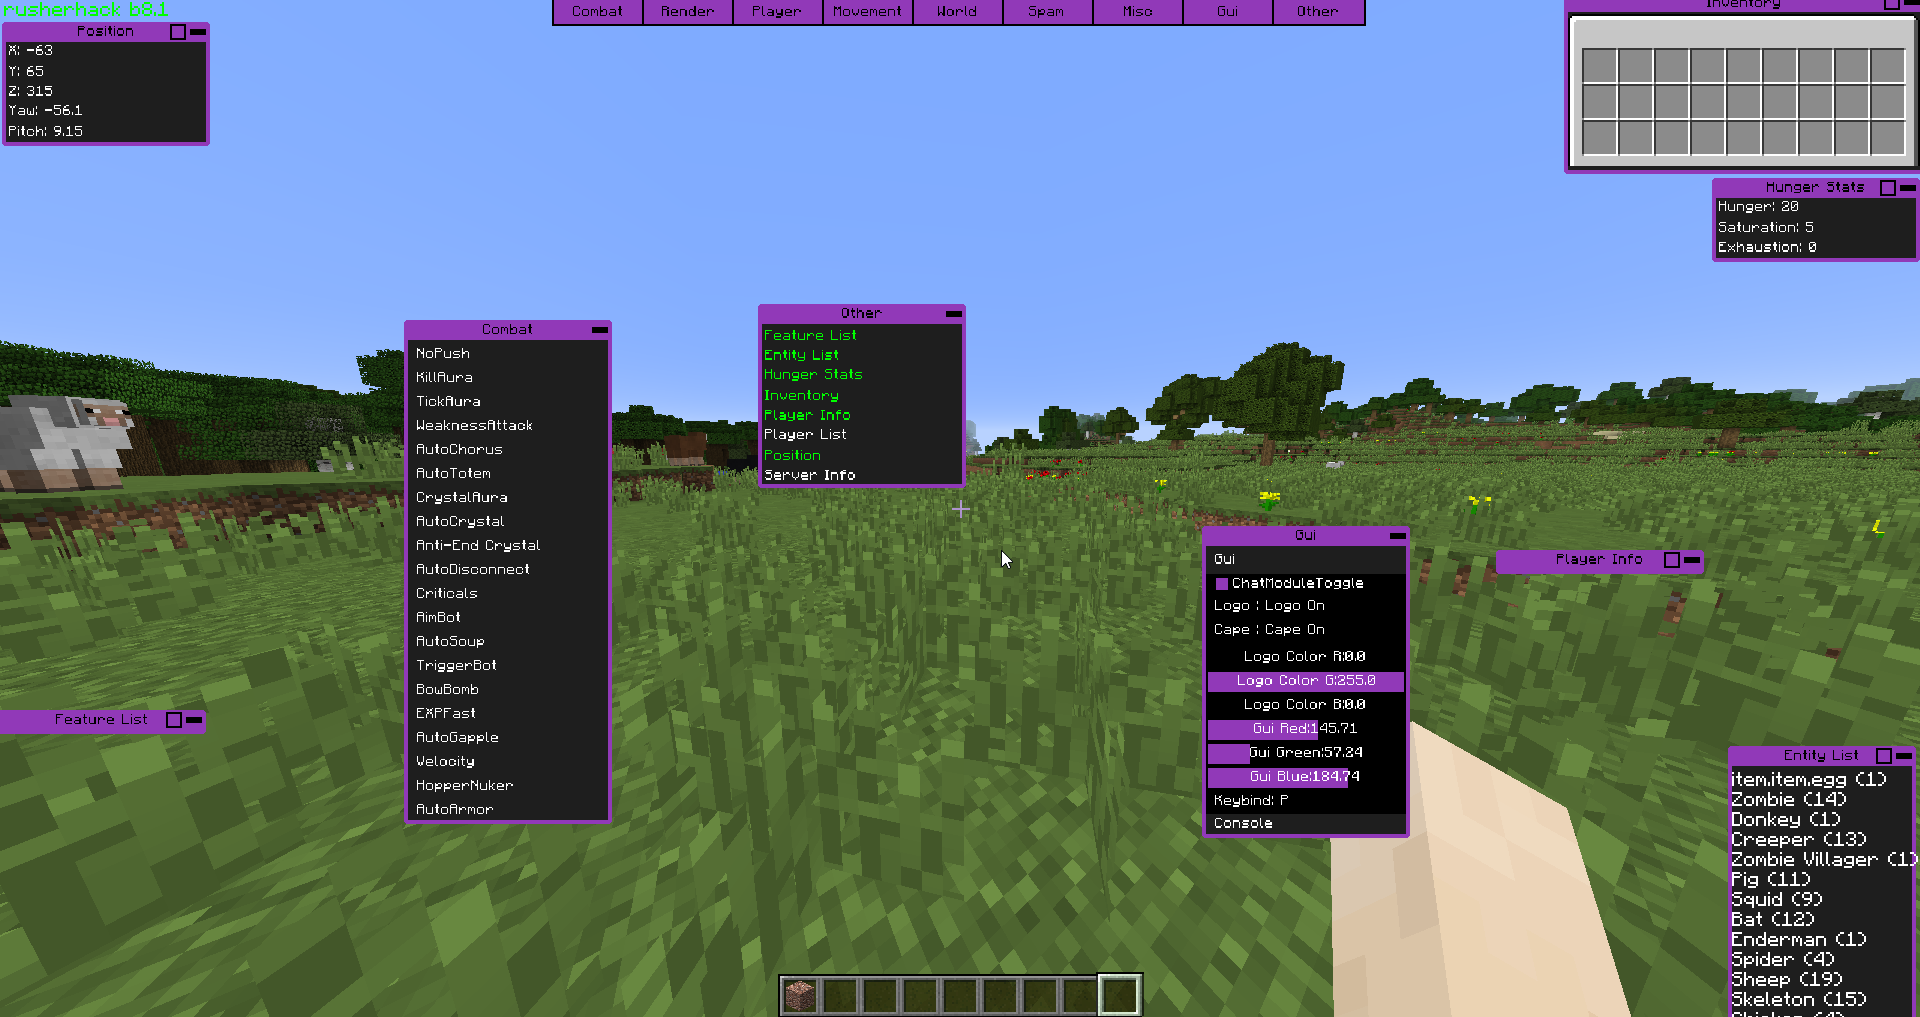 rusherhack b8.1
Combat Render Player Movement World Spam Misc Gui Other
Inventory
Position
X: -63
Y: 65
Z: 315
Yaw: -56.1
Pitch: 9.15
Hunger Stats
Hunger: 20
Saturation: 5
Exhaustion: 0
Combat
NoPush
KillAura
TickAura
WeaknessAttack
AutoChorus
AutoTotem
CrystalAura
AutoCrystal
Anti-End Crystal
AutoDisconnect
Criticals
AimBot
AutoSoup
TriggerBot
BowBomb
EXPFast
AutoGapple
Velocity
HopperNuker
AutoArmor
Other
Feature List
Entity List
Hunger Stats
Inventory
Player Info
Player List
Position
Server Info
Gui
Gui
ChatModuleToggle
Logo : Logo On
Cape : Cape On
Logo Color R:0.0
Logo Color G:255.0
Logo Color B:0.0
Gui Red:145.71
Gui Green:57.24
Gui Blue:184.74
Keybind: P
Console
Player Info
Feature List
Entity List
item.item.egg (1)
Zombie (14)
Donkey (1)
Creeper (13)
Zombie Villager (1)
Pig (11)
Squid (9)
Bat (12)
Enderman (1)
Spider (4)
Sheep (19)
Skeleton (15)